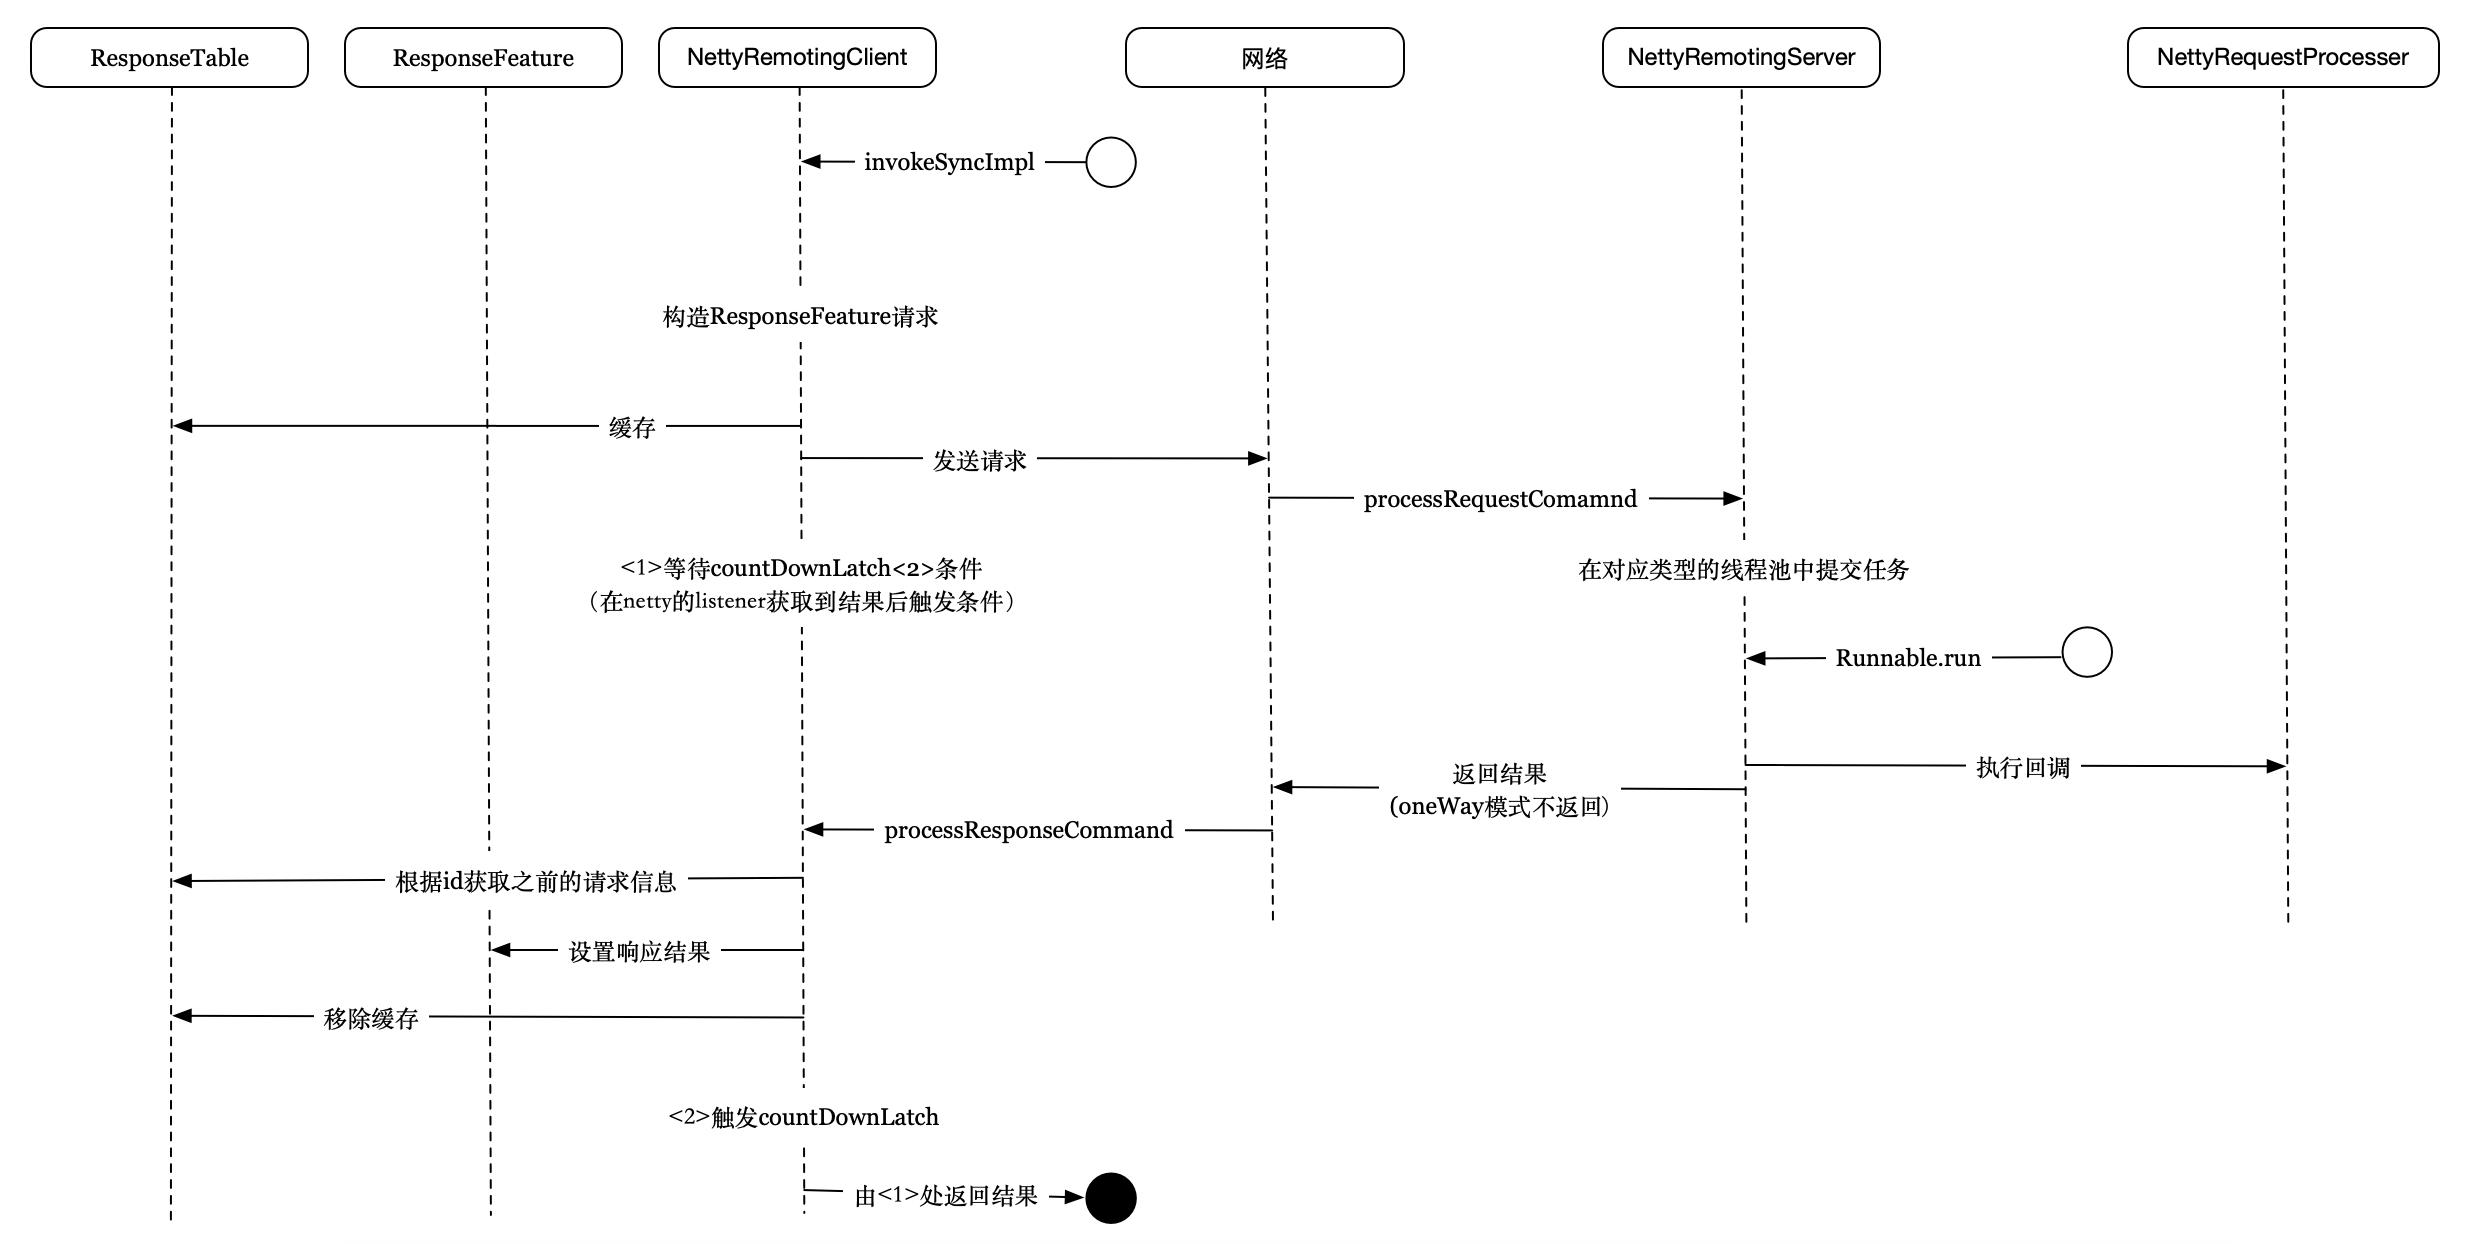 ResponseTable
ResponseFeature
NettyRemotingClient
网络
NettyRemotingServer
NettyRequestProcesser
invokeSyncImpl
构造ResponseFeature请求
缓存
发送请求
processRequestComamnd
<1>等待countDownLatch<2>条件
（在netty的listener获取到结果后触发条件）
在对应类型的线程池中提交任务
Runnable.run
执行回调
返回结果
(oneWay模式不返回）
processResponseCommand
根据id获取之前的请求信息
设置响应结果
移除缓存
<2>触发countDownLatch
由<1>处返回结果